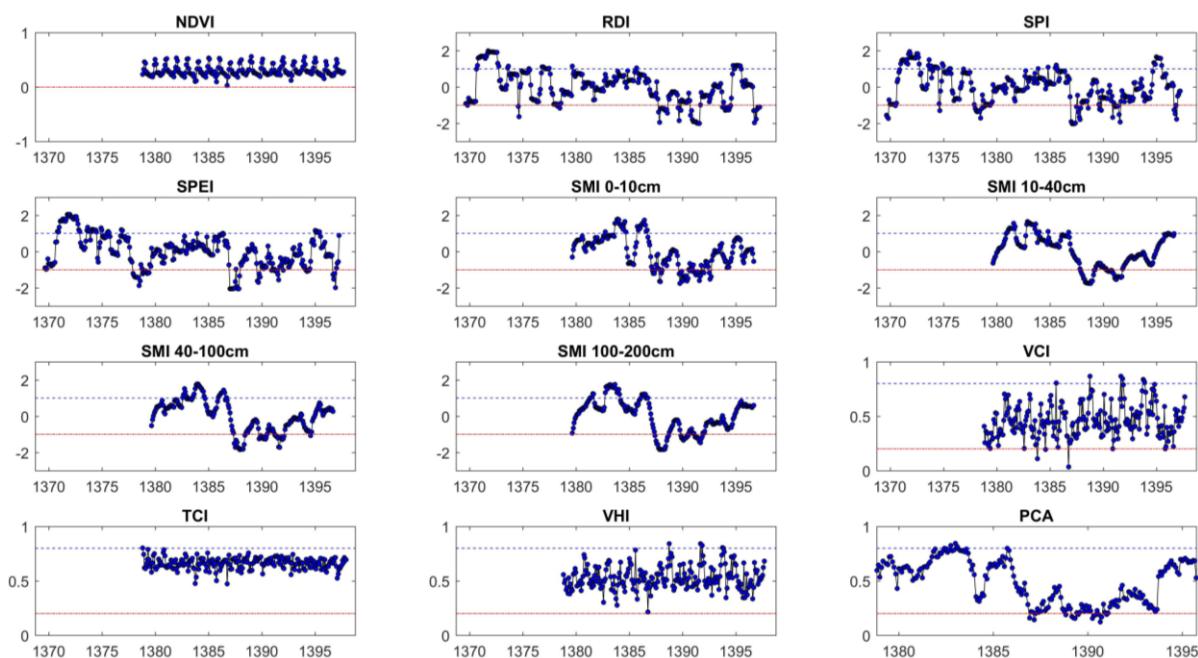 NDVI RDI SPI
1 2 2
0 0 0
-1 -2 -2
1370 1375 1380 1385 1390 1395 1370 1375 1380 1385 1390 1395 1370 1375 1380 1385 1390 1395
SPEI SMI 0-10cm SMI 10-40cm
2 2 2
0 0 0
-2 -2 -2
1370 1375 1380 1385 1390 1395 1370 1375 1380 1385 1390 1395 1370 1375 1380 1385 1390 1395
SMI 40-100cm SMI 100-200cm VCI
2 2 1
0 0 0.5
-2 -2 0
1370 1375 1380 1385 1390 1395 1370 1375 1380 1385 1390 1395 1370 1375 1380 1385 1390 1395
TCI VHI PCA
1 1 1
0.5 0.5 0.5
0 0 0
1370 1375 1380 1385 1390 1395 1370 1375 1380 1385 1390 1395 1380 1385 1390 1395